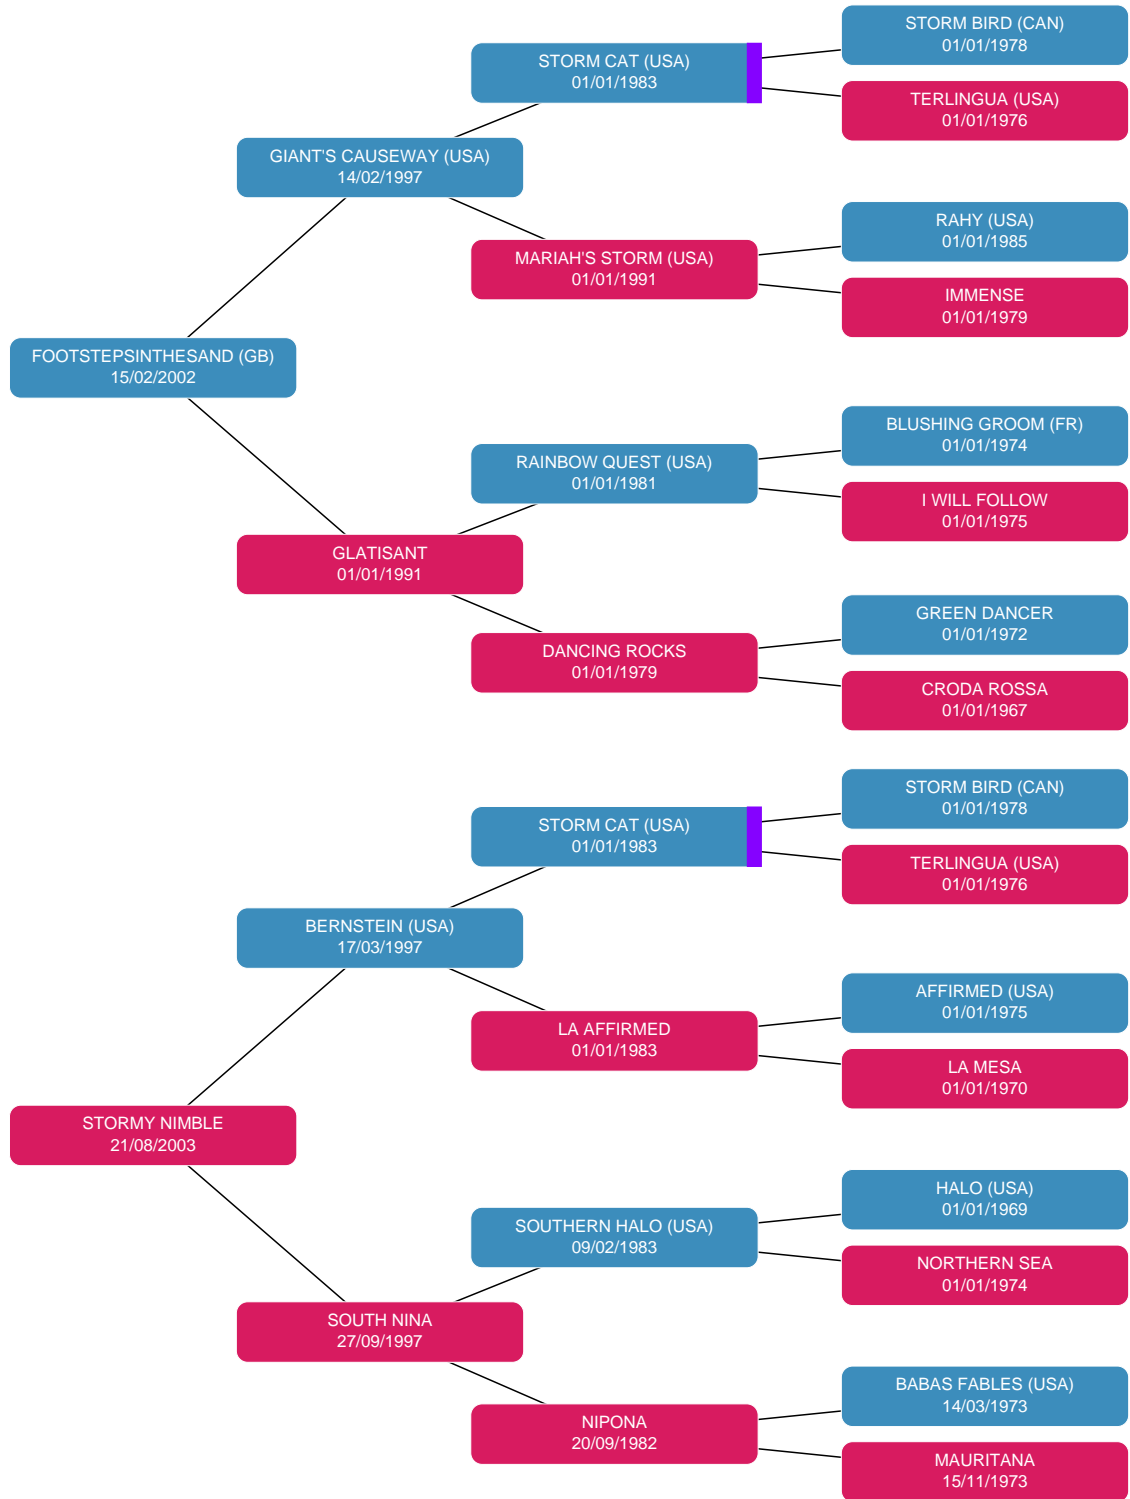 STORM BIRD (CAN)
01/01/1978
STORM CAT (USA)
01/01/1983
TERLINGUA (USA)
01/01/1976
GIANT'S CAUSEWAY (USA)
14/02/1997
RAHY (USA)
01/01/1985
MARIAH'S STORM (USA)
01/01/1991
IMMENSE
01/01/1979
FOOTSTEPSINTHESAND (GB)
15/02/2002
BLUSHING GROOM (FR)
01/01/1974
RAINBOW QUEST (USA)
01/01/1981
I WILL FOLLOW
01/01/1975
GLATISANT
01/01/1991
GREEN DANCER
01/01/1972
DANCING ROCKS
01/01/1979
CRODA ROSSA
01/01/1967
STORM BIRD (CAN)
01/01/1978
STORM CAT (USA)
01/01/1983
TERLINGUA (USA)
01/01/1976
BERNSTEIN (USA)
17/03/1997
AFFIRMED (USA)
01/01/1975
LA AFFIRMED
01/01/1983
LA MESA
01/01/1970
STORMY NIMBLE
21/08/2003
HALO (USA)
01/01/1969
SOUTHERN HALO (USA)
09/02/1983
NORTHERN SEA
01/01/1974
SOUTH NINA
27/09/1997
BABAS FABLES (USA)
14/03/1973
NIPONA
20/09/1982
MAURITANA
15/11/1973